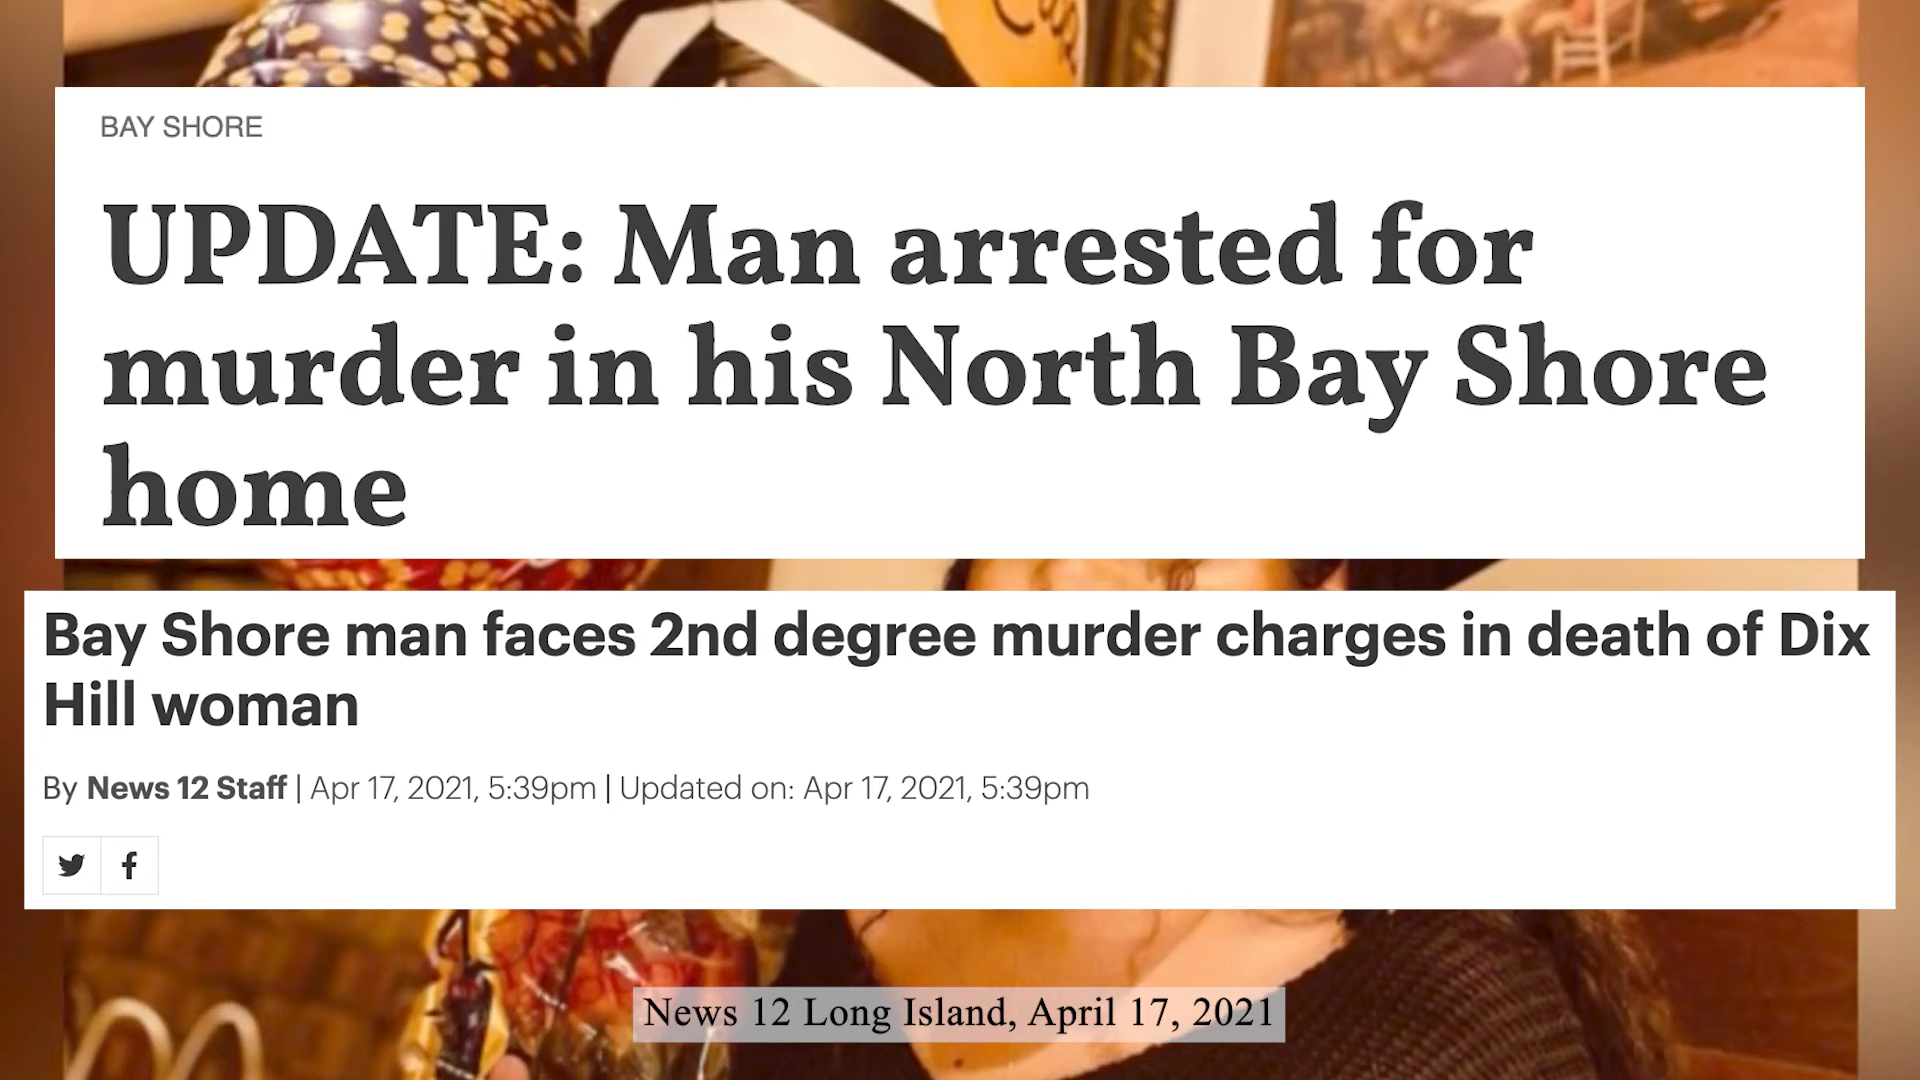 Cap
BAY SHORE
UPDATE: Man arrested for
murder in his North Bay Shore
home
Bay Shore man faces 2nd degree murder charges in death of Dix
Hill woman
By News 12 Staff | Apr 17, 2021, 5:39pm | Updated on: Apr 17, 2021, 5:39pm
News 12 Long Island, April 17, 2021